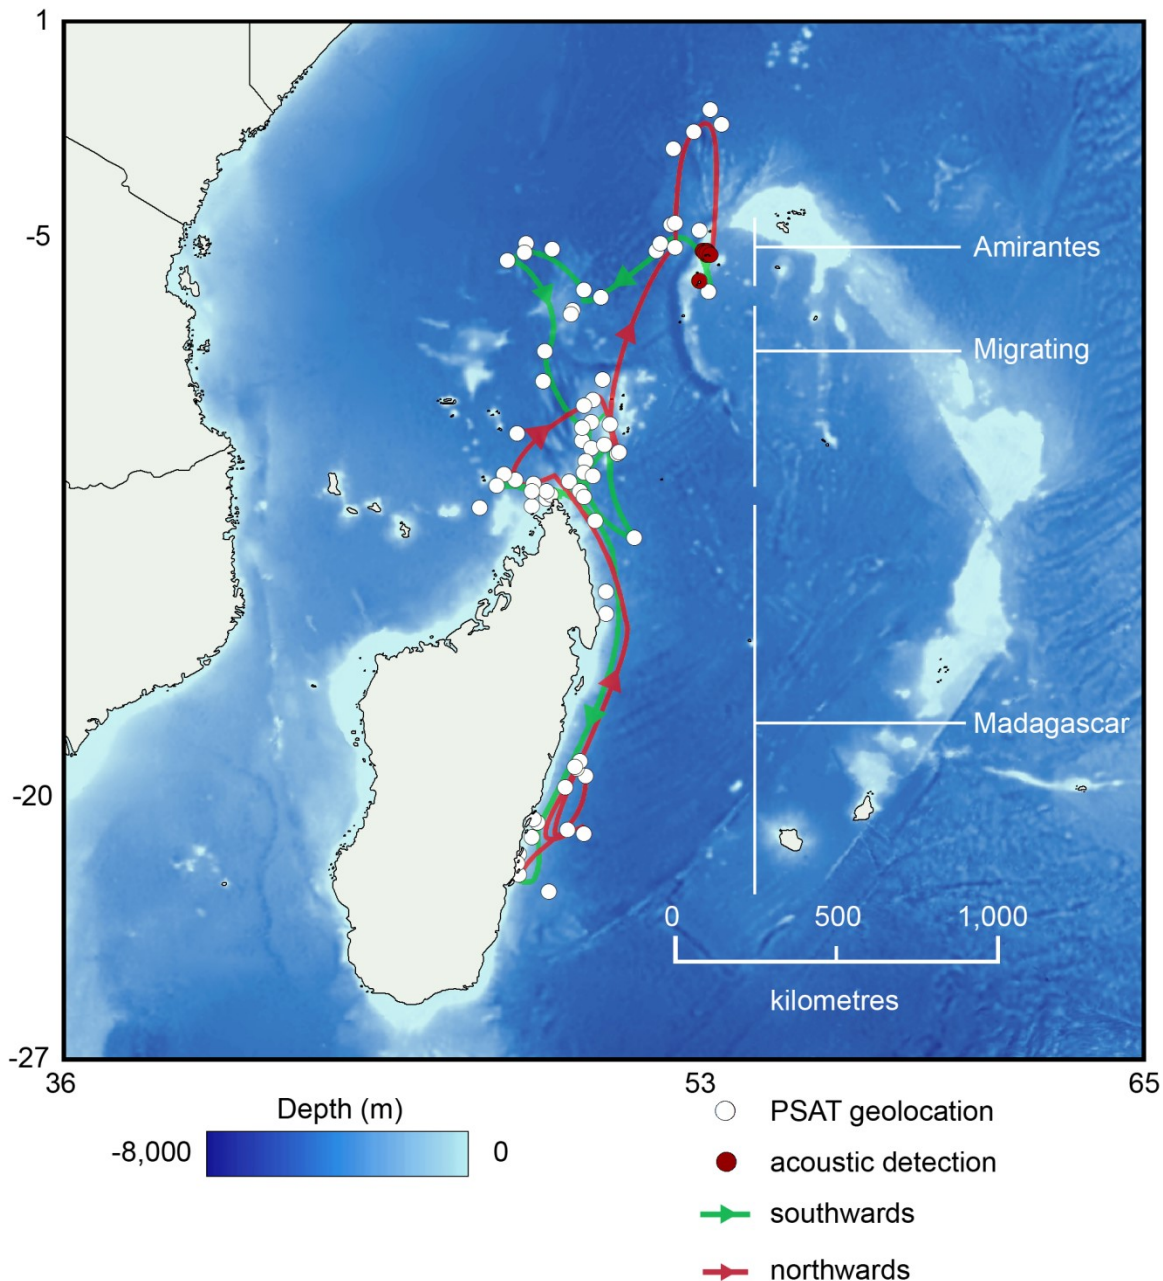 1
-5
Amirantes
Migrating
Madagascar
-20
0 500 1,000
kilometres
-27
36 53 65
Depth (m)
-8,000 0
PSAT geolocation
acoustic detection
southwards
northwards